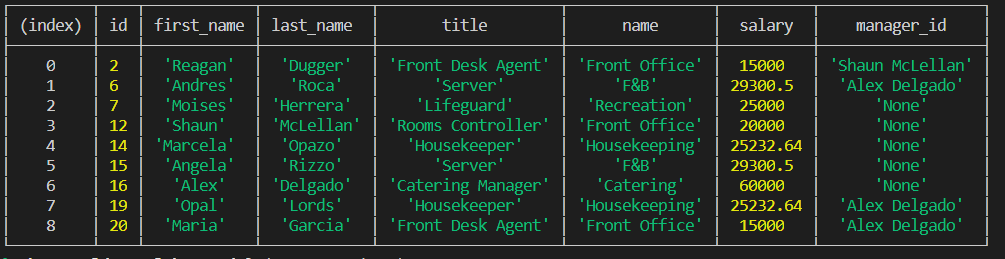 (index) id first_name last_name title name salary manager_id
0 2 'Reagan' 'Dugger' 'Front Desk Agent' 'Front Office' 15000 'Shaun McLellan'
1 6 'Andres' 'Roca' 'Server' 'F&B' 29300.5 'Alex Delgado'
2 7 'Moises' 'Herrera' 'Lifeguard' 'Recreation' 25000 'None'
3 12 'Shaun' 'McLellan' 'Rooms Controller' 'Front Office' 20000 'None'
4 14 'Marcela' 'Opazo' 'Housekeeper' 'Housekeeping' 25232.64 'None'
5 15 'Angela' 'Rizzo' 'Server' 'F&B' 29300.5 'None'
6 16 'Alex' 'Delgado' 'Catering Manager' 'Catering' 60000 'None'
7 19 'Opal' 'Lords' 'Housekeeper' 'Housekeeping' 25232.64 'Alex Delgado'
8 20 'Maria' 'Garcia' 'Front Desk Agent' 'Front Office' 15000 'Alex Delgado'